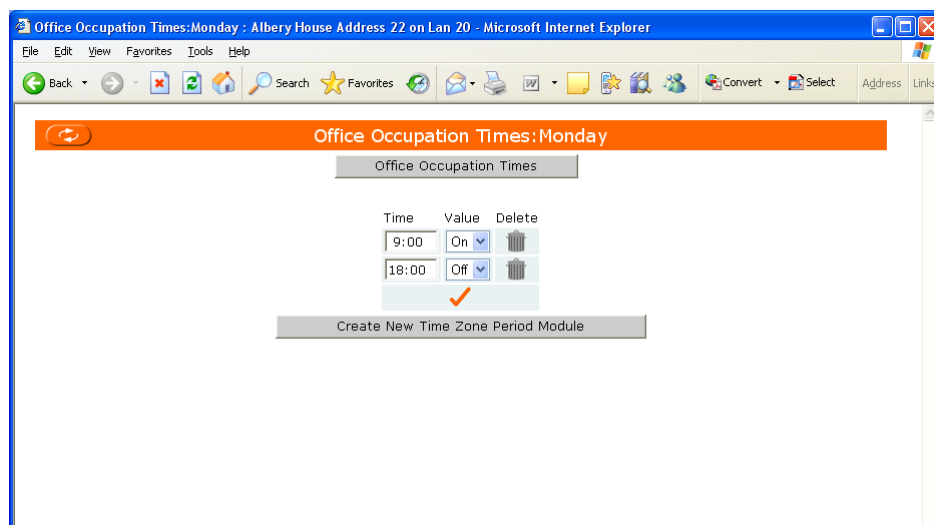 Office Occupation Times:Monday : Albery House Address 22 on Lan 20 - Microsoft Internet Explorer
File Edit View Favorites Tools Help
Back Search Favorites Convert Select Address Links
Office Occupation Times:Monday
Office Occupation Times
Time Value Delete
9:00 On
18:00 Off
Create New Time Zone Period Module